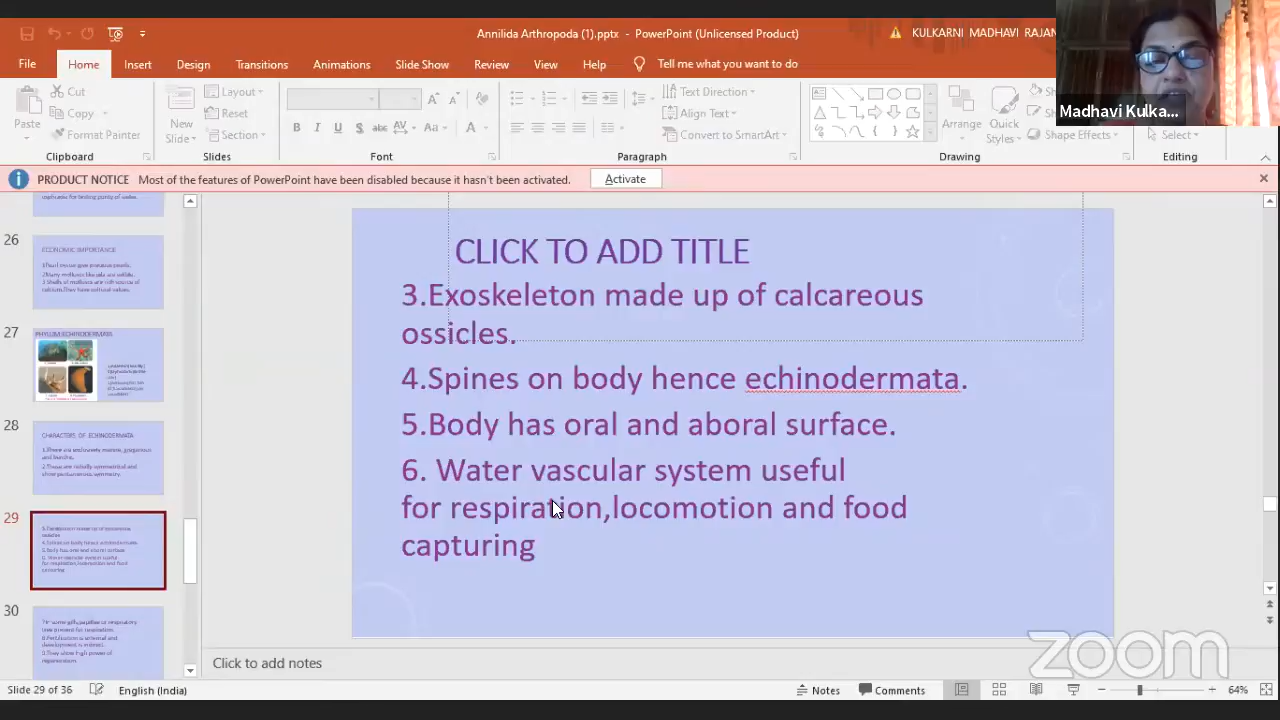 Annilida Arthropoda (1).pptx - PowerPoint (Unlicensed Product)
KULKARNI MADHAVI RAJAN
File Home Insert Design Transitions Animations Slide Show Review View Help Tell me what you want to do
Madhavi Kulka...
Paste
Cut
Copy
Format Painter
Clipboard
New Slide
Layout
Reset
Section
Slides
B I U S abc AV Aa A
Font
Text Direction
Align Text
Convert to SmartArt
Paragraph
Arrange
Quick Styles
Shape Effects
Drawing
Select
Editing
PRODUCT NOTICE Most of the features of PowerPoint have been disabled because it hasn't been activated. Activate
26
ECONOMIC IMPORTANCE
27
PHYLUM ECHINODERMATA
28
CHARACTERS OF ECHINODERMATA
29
30
CLICK TO ADD TITLE
3.Exoskeleton made up of calcareous
ossicles.
4.Spines on body hence echinodermata.
5.Body has oral and aboral surface.
6. Water vascular system useful
for respiration,locomotion and food
capturing
zoom
Click to add notes
Slide 29 of 36 English (India) Notes Comments 64%